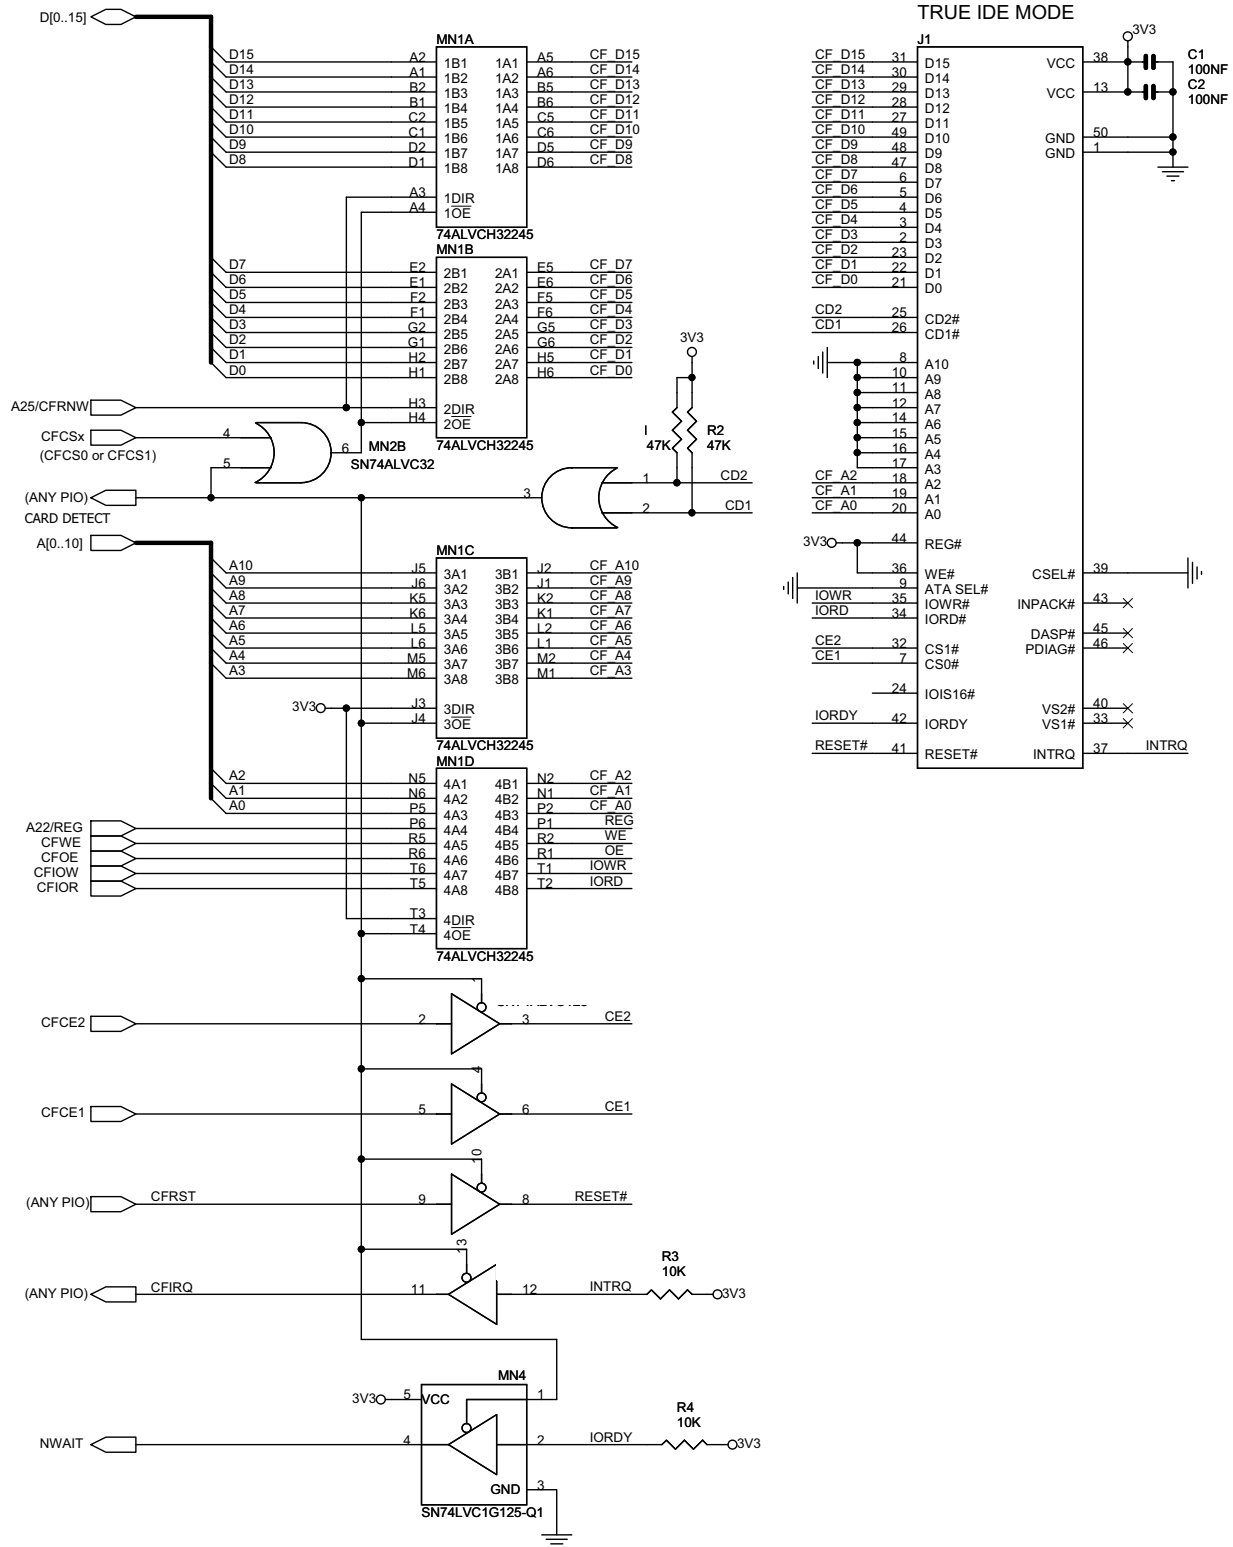 TRUE IDE MODE
D[0..15]
MN1A
D15 A2 1B1 1A1 A5 CF_D15
D14 A1 1B2 1A2 A6 CF_D14
D13 B2 1B3 1A3 B5 CF_D13
D12 B1 1B4 1A4 B6 CF_D12
D11 C2 1B5 1A5 C5 CF_D11
D10 C1 1B6 1A6 C6 CF_D10
D9 D2 1B7 1A7 D5 CF_D9
D8 D1 1B8 1A8 D6 CF_D8
A3 1DIR
A4 1OE
74ALVCH32245
MN1B
D7 E2 2B1 2A1 E5 CF_D7
D6 E1 2B2 2A2 E6 CF_D6
D5 F2 2B3 2A3 F5 CF_D5
D4 F1 2B4 2A4 F6 CF_D4
D3 G2 2B5 2A5 G5 CF_D3
D2 G1 2B6 2A6 G6 CF_D2
D1 H2 2B7 2A7 H5 CF_D1
D0 H1 2B8 2A8 H6 CF_D0
A25/CFRNW H3 2DIR
H4 2OE
74ALVCH32245
CFCSx 4
(CFCS0 or CFCS1)
5
6 MN2B
SN74ALVC32
3V3
I
47K
R2
47K
1 CD2
2 CD1
3
(ANY PIO)
CARD DETECT
A[0..10]
MN1C
A10 J5 3A1 3B1 J2 CF_A10
A9 J6 3A2 3B2 J1 CF_A9
A8 K5 3A3 3B3 K2 CF_A8
A7 K6 3A4 3B4 K1 CF_A7
A6 L5 3A5 3B5 L2 CF_A6
A5 L6 3A6 3B6 L1 CF_A5
A4 M5 3A7 3B7 M2 CF_A4
A3 M6 3A8 3B8 M1 CF_A3
3V3 J3 3DIR
J4 3OE
74ALVCH32245
MN1D
A2 N5 4A1 4B1 N2 CF_A2
A1 N6 4A2 4B2 N1 CF_A1
A0 P5 4A3 4B3 P2 CF_A0
A22/REG P6 4A4 4B4 P1 REG
CFWE R5 4A5 4B5 R2 WE
CFOE R6 4A6 4B6 R1 OE
CFIOW T6 4A7 4B7 T1 IOWR
CFIOR T5 4A8 4B8 T2 IORD
T3 4DIR
T4 4OE
74ALVCH32245
1
CFCE2 2 3 CE2
4
CFCE1 5 6 CE1
10
(ANY PIO) CFRST 9 8 RESET#
13
R3
10K
(ANY PIO) CFIRQ 11 12 INTRQ 3V3
MN4
3V3 5 VCC 1
R4
10K
NWAIT 4 2 IORDY 3V3
GND 3
SN74LVC1G125-Q1
J1
3V3
CF_D15 31 D15 VCC 38
C1
100NF
CF_D14 30 D14
CF_D13 29 D13 VCC 13
C2
100NF
CF_D12 28 D12
CF_D11 27 D11
CF_D10 49 D10 GND 50
CF_D9 48 D9 GND 1
CF_D8 47 D8
CF_D7 6 D7
CF_D6 5 D6
CF_D5 4 D5
CF_D4 3 D4
CF_D3 2 D3
CF_D2 23 D2
CF_D1 22 D1
CF_D0 21 D0
CD2 25 CD2#
CD1 26 CD1#
8 A10
10 A9
11 A8
12 A7
14 A6
15 A5
16 A4
17 A3
CF_A2 18 A2
CF_A1 19 A1
CF_A0 20 A0
3V3 44 REG#
36 WE# CSEL# 39
9 ATA SEL#
IOWR 35 IOWR# INPACK# 43
IORD 34 IORD#
DASP# 45
CE2 32 CS1# PDIAG# 46
CE1 7 CS0#
24 IOIS16#
VS2# 40
IORDY 42 IORDY VS1# 33
RESET# 41 RESET# INTRQ 37 INTRQ